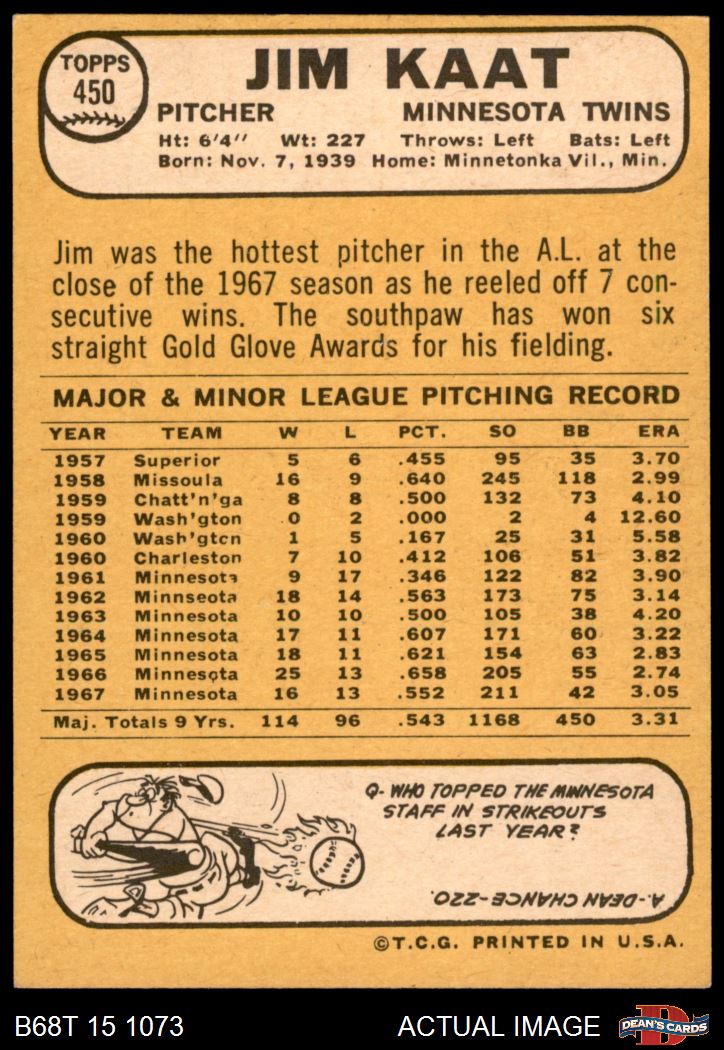 TOPPS
450
JIM KAAT
PITCHER MINNESOTA TWINS
Ht: 6'4'' Wt: 227 Throws: Left Bats: Left
Born: Nov. 7, 1939 Home: Minnetonka Vil., Min.
Jim was the hottest pitcher in the A.L. at the
close of the 1967 season as he reeled off 7 con-
secutive wins. The southpaw has won six
straight Gold Glove Awards for his fielding.
MAJOR & MINOR LEAGUE PITCHING RECORD
YEAR TEAM W L PCT. SO BB ERA
1957 Superior 5 6 .455 95 35 3.70
1958 Missoula 16 9 .640 245 118 2.99
1959 Chatt'n'ga 8 8 .500 132 73 4.10
1959 Wash'gton 0 2 .000 2 4 12.60
1960 Wash'gton 1 5 .167 25 31 5.58
1960 Charleston 7 10 .412 106 51 3.82
1961 Minnesota 9 17 .346 122 82 3.90
1962 Minnseota 18 14 .563 173 75 3.14
1963 Minnesota 10 10 .500 105 38 4.20
1964 Minnesota 17 11 .607 171 60 3.22
1965 Minnesota 18 11 .621 154 63 2.83
1966 Minnesota 25 13 .658 205 55 2.74
1967 Minnesota 16 13 .552 211 42 3.05
Maj. Totals 9 Yrs. 114 96 .543 1168 450 3.31
Q- WHO TOPPED THE MINNESOTA
STAFF IN STRIKEOUTS
LAST YEAR?
A.- DEAN CHANCE-220.
©T.C.G. PRINTED IN U.S.A.
B68T 15 1073 ACTUAL IMAGE
D
DEAN'S CARDS